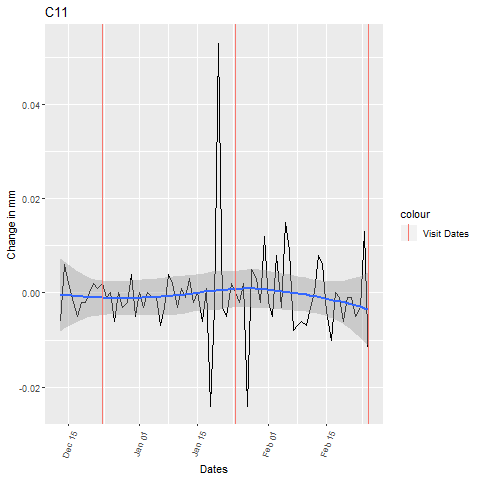 C11
Change in mm
0.04
0.02
0.00
-0.02
Dec 15
Jan 01
Jan 15
Feb 01
Feb 15
Dates
colour
Visit Dates